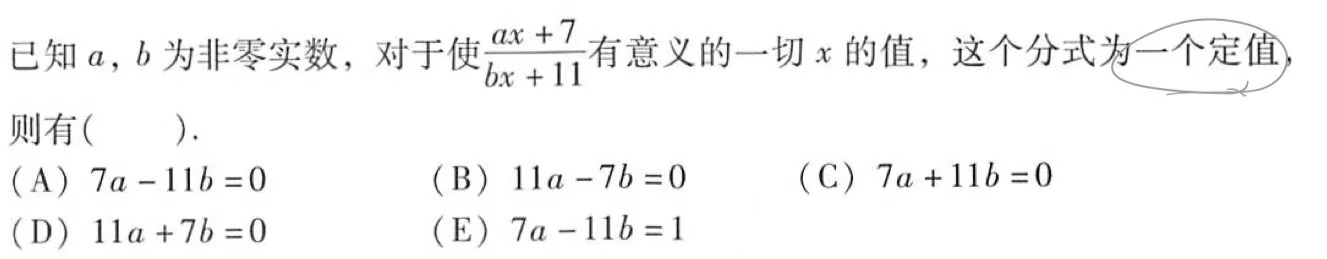 已知 a，b 为非零实数，对于使\frac{ax+7}{bx+11}有意义的一切 x 的值，这个分式为一个定值，
则有(　　).
(A) 7a-11b=0　(B) 11a-7b=0　(C) 7a+11b=0
(D) 11a+7b=0　(E) 7a-11b=1